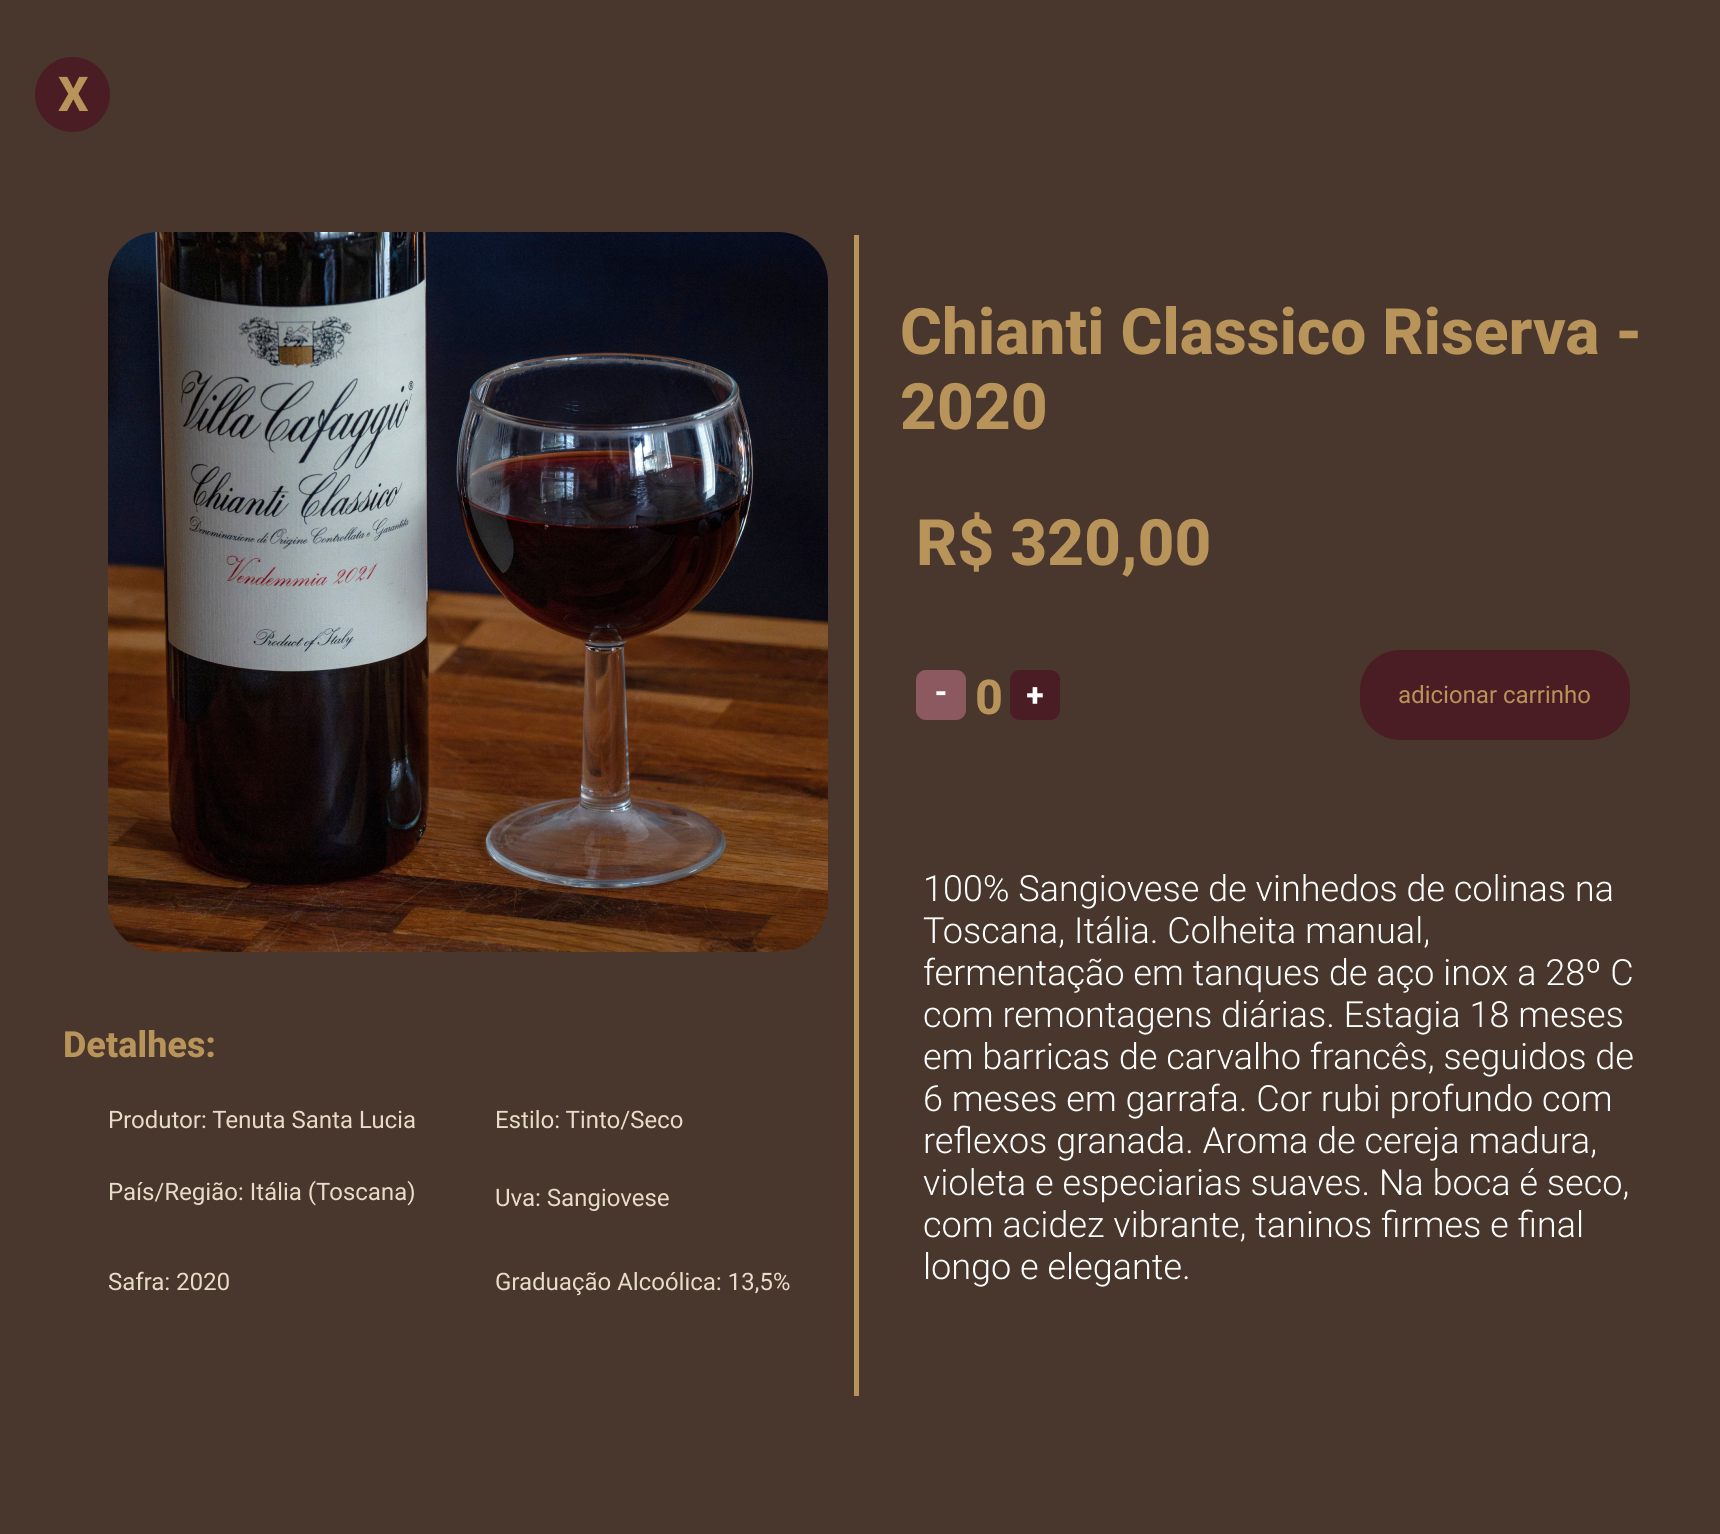 X
Villa Cafaggio®
Chianti Classico
Denominazione di Origine Controllata e Garantita
Vendemmia 2021
Product of Italy
Chianti Classico Riserva -
2020
R$ 320,00
- 0 +
adicionar carrinho
100% Sangiovese de vinhedos de colinas na
Toscana, Itália. Colheita manual,
fermentação em tanques de aço inox a 28º C
com remontagens diárias. Estagia 18 meses
em barricas de carvalho francês, seguidos de
6 meses em garrafa. Cor rubi profundo com
reflexos granada. Aroma de cereja madura,
violeta e especiarias suaves. Na boca é seco,
com acidez vibrante, taninos firmes e final
longo e elegante.
Detalhes:
Produtor: Tenuta Santa Lucia
Estilo: Tinto/Seco
País/Região: Itália (Toscana)
Uva: Sangiovese
Safra: 2020
Graduação Alcoólica: 13,5%